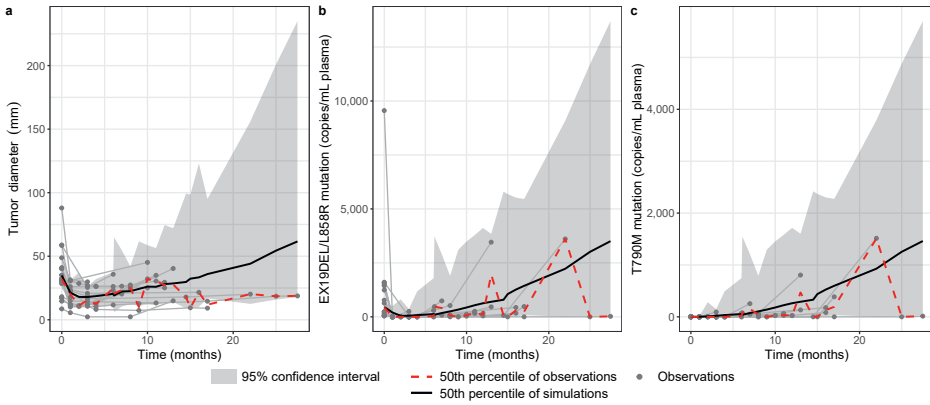 a
b
c
Tumor diameter (mm)
200
150
100
50
0
0
10
20
Time (months)
EX19DEL/L858R mutation (copies/mL plasma)
10,000
5,000
0
0
10
20
Time (months)
T790M mutation (copies/mL plasma)
6,000
4,000
2,000
0
0
10
20
Time (months)
95% confidence interval
50th percentile of observations
Observations
50th percentile of simulations